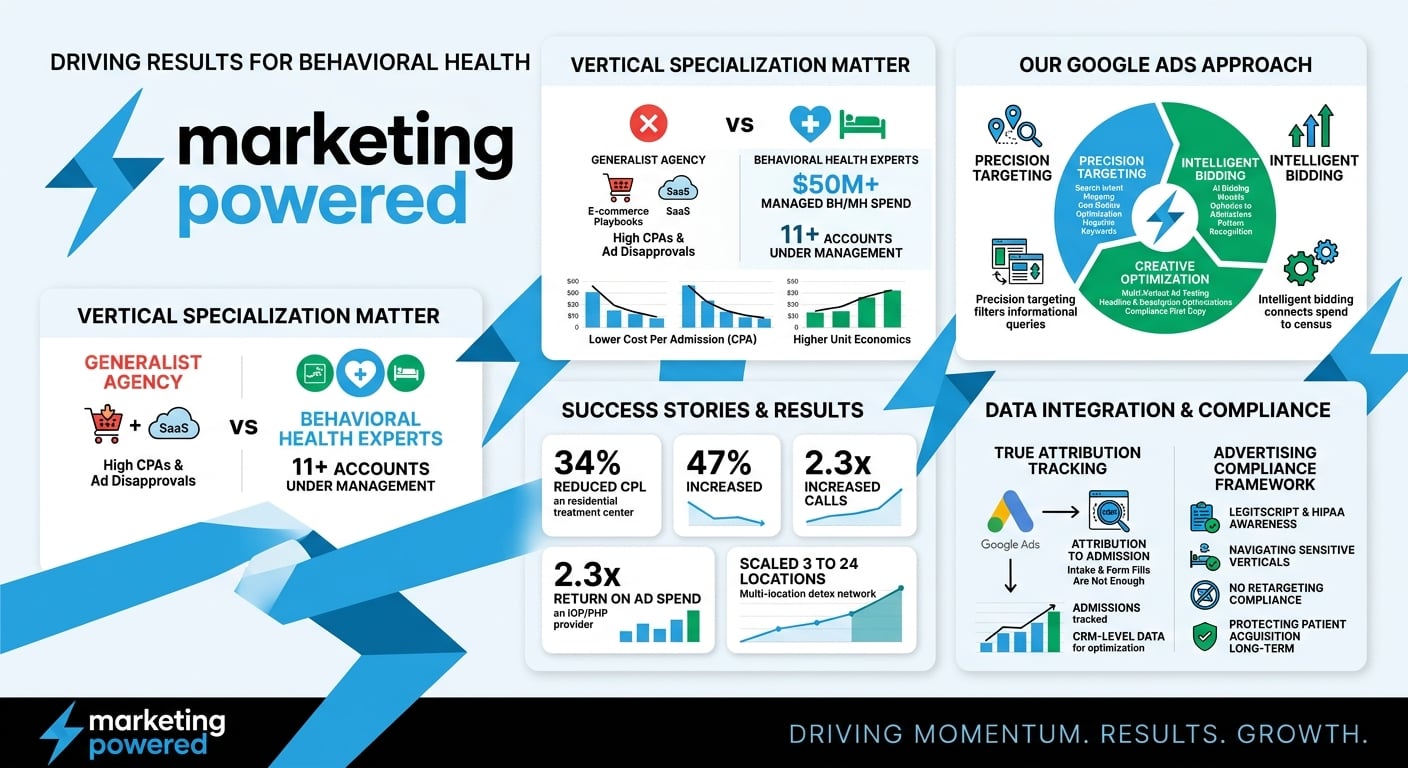 DRIVING RESULTS FOR BEHAVIORAL HEALTH
marketing
powered
VERTICAL SPECIALIZATION MATTER
GENERALIST
AGENCY
+
SaaS
High CPAs &
Ad Disapprovals
VS
BEHAVIORAL
HEALTH EXPERTS
11+ ACCOUNTS
UNDER MANAGEMENT
VERTICAL SPECIALIZATION MATTER
VS
GENERALIST AGENCY
SaaS
E-commerce
Playbooks
SaaS
High CPAs &
Ad Disapprovals
BEHAVIORAL HEALTH EXPERTS
$50M+
MANAGED BH/MH SPEND
11+ ACCOUNTS
UNDER MANAGEMENT
Lower Cost Per Admission (CPA)
Higher Unit Economics
OUR GOOGLE ADS APPROACH
PRECISION
TARGETING
PRECISION
TARGETING
Keywords
INTELLIGENT
BIDDING
AI Bidding
Recognition
INTELLIGENT
BIDDING
CREATIVE
OPTIMIZATION
Ad Testing
Headline &
Compliance
Copy
Precision targeting
filters informational
queries
Intelligent bidding
connects spend
to census
SUCCESS STORIES & RESULTS
34%
REDUCED CPL
an residential
treatment center
47%
INCREASED
2.3x
INCREASED
CALLS
2.3x
RETURN ON AD SPEND
an IOP/PHP
provider
SCALED 3 TO 24
LOCATIONS
Multi-location detex network
DATA INTEGRATION & COMPLIANCE
TRUE ATTRIBUTION
TRACKING
Google Ads
ATTRIBUTION
TO ADMISSION
Intake & Form Fills
Are Not Enough
ADMISSIONS
tracked
CRM-LEVEL DATA
for optimization
ADVERTISING
COMPLIANCE
FRAMEWORK
LEGITSCRIPT & HIPAA
AWARENESS
NAVIGATING SENSITIVE
VERTICALS
NO RETARGETING
COMPLIANCE
PROTECTING PATIENT
ACQUISITION
LONG-TERM
marketing
powered
DRIVING MOMENTUM. RESULTS. GROWTH.